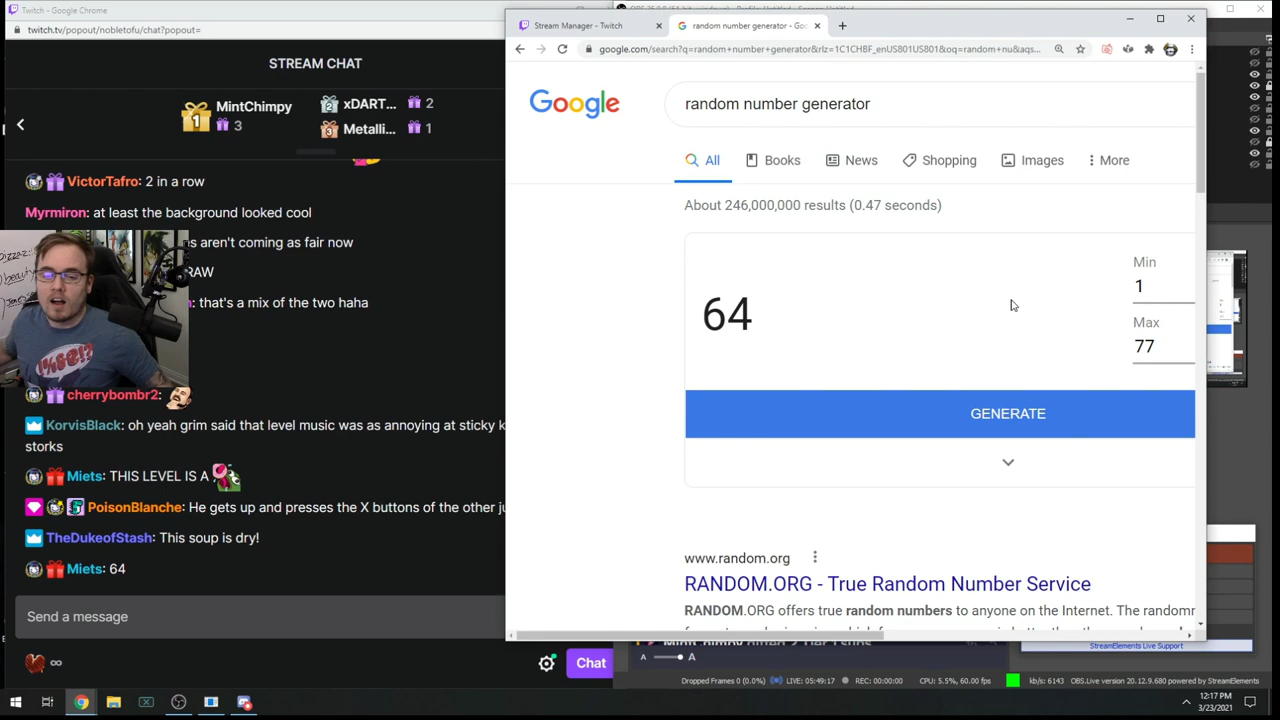 Twitch - Google Chrome
twitch.tv/popout/nobletofu/chat?popout=
STREAM CHAT
1 MintChimpy 3
2 xDART... 2
3 Metalli... 1
VictorTafro: 2 in a row
Myrmiron: at least the background looked cool
s aren't coming as fair now
RAW
: that's a mix of the two haha
cherrybombr2:
KorvisBlack: oh yeah grim said that level music was as annoying at sticky k
storks
Miets: THIS LEVEL IS A
PoisonBlanche: He gets up and presses the X buttons of the other ju
TheDukeofStash: This soup is dry!
Miets: 64
Send a message
∞
Chat
Stream Manager - Twitch
random number generator - Goo
google.com/search?q=random+number+generator&rlz=1C1CHBF_enUS801US801&oq=random+nu&aqs...
Google
random number generator
All
Books
News
Shopping
Images
More
About 246,000,000 results (0.47 seconds)
64
Min
1
Max
77
GENERATE
www.random.org
RANDOM.ORG - True Random Number Service
RANDOM.ORG offers true random numbers to anyone on the Internet. The randomn
A A
StreamElements Live Support
Dropped Frames 0 (0.0%)
LIVE: 05:49:17
REC: 00:00:00
CPU: 5.5%, 60.00 fps
kb/s: 6143
OBS.Live version 20.12.9.680 powered by StreamElements
12:17 PM
3/23/2021